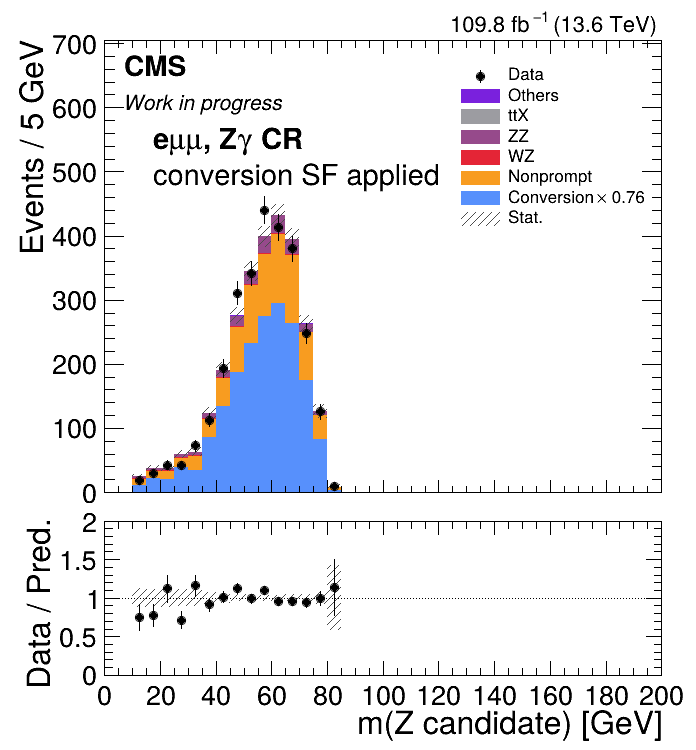 109.8 fb⁻¹ (13.6 TeV)
CMS
Work in progress
eμμ, Zγ CR
conversion SF applied
Data
Others
ttX
ZZ
WZ
Nonprompt
Conversion × 0.76
Stat.
Events / 5 GeV
700
600
500
400
300
200
100
0
Data / Pred.
2
1.5
1
0.5
0
0 20 40 60 80 100 120 140 160 180 200
m(Z candidate) [GeV]